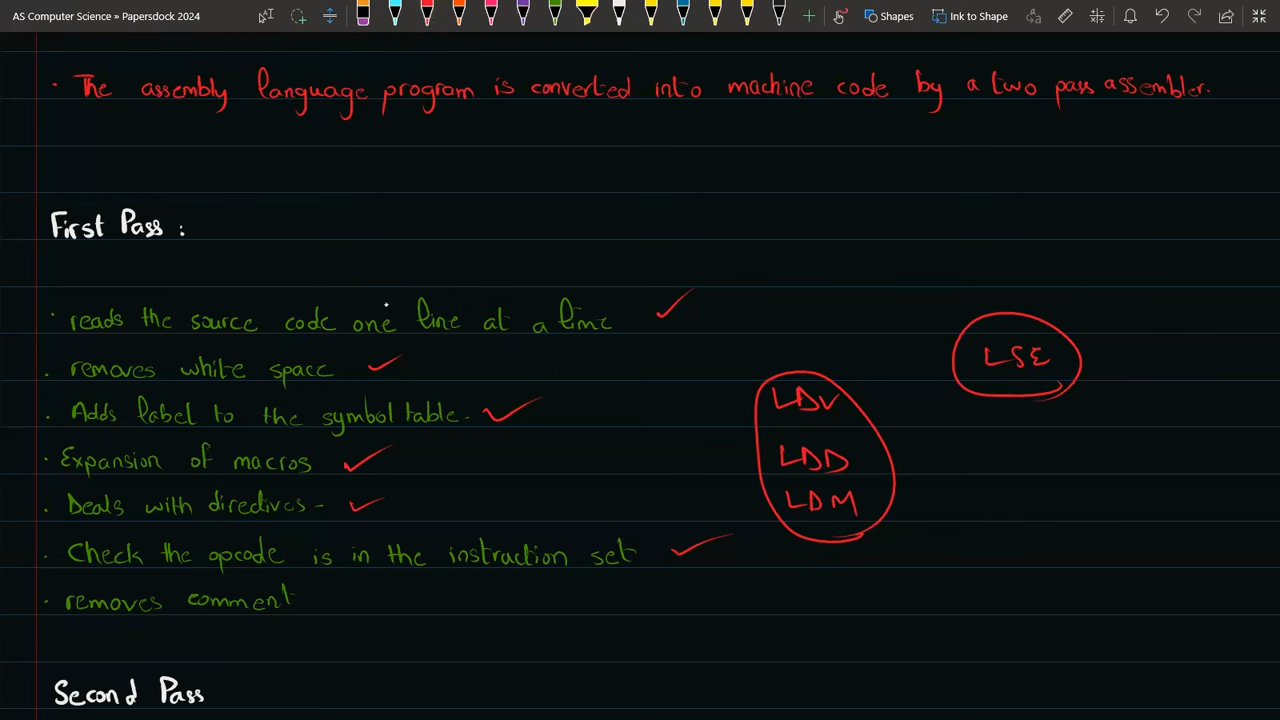 AS Computer Science » Papersdock 2024
Shapes
Ink to Shape
· The assembly language program is converted into machine code by a two pass assembler.
First Pass :
· reads the source code one line at a time
· removes white space
· Adds label to the symbol table.
· Expansion of macros
· Deals with directives -
· Check the opcode is in the instruction set
· removes comment
LSE
LDV
LDD
LDM
Second Pass